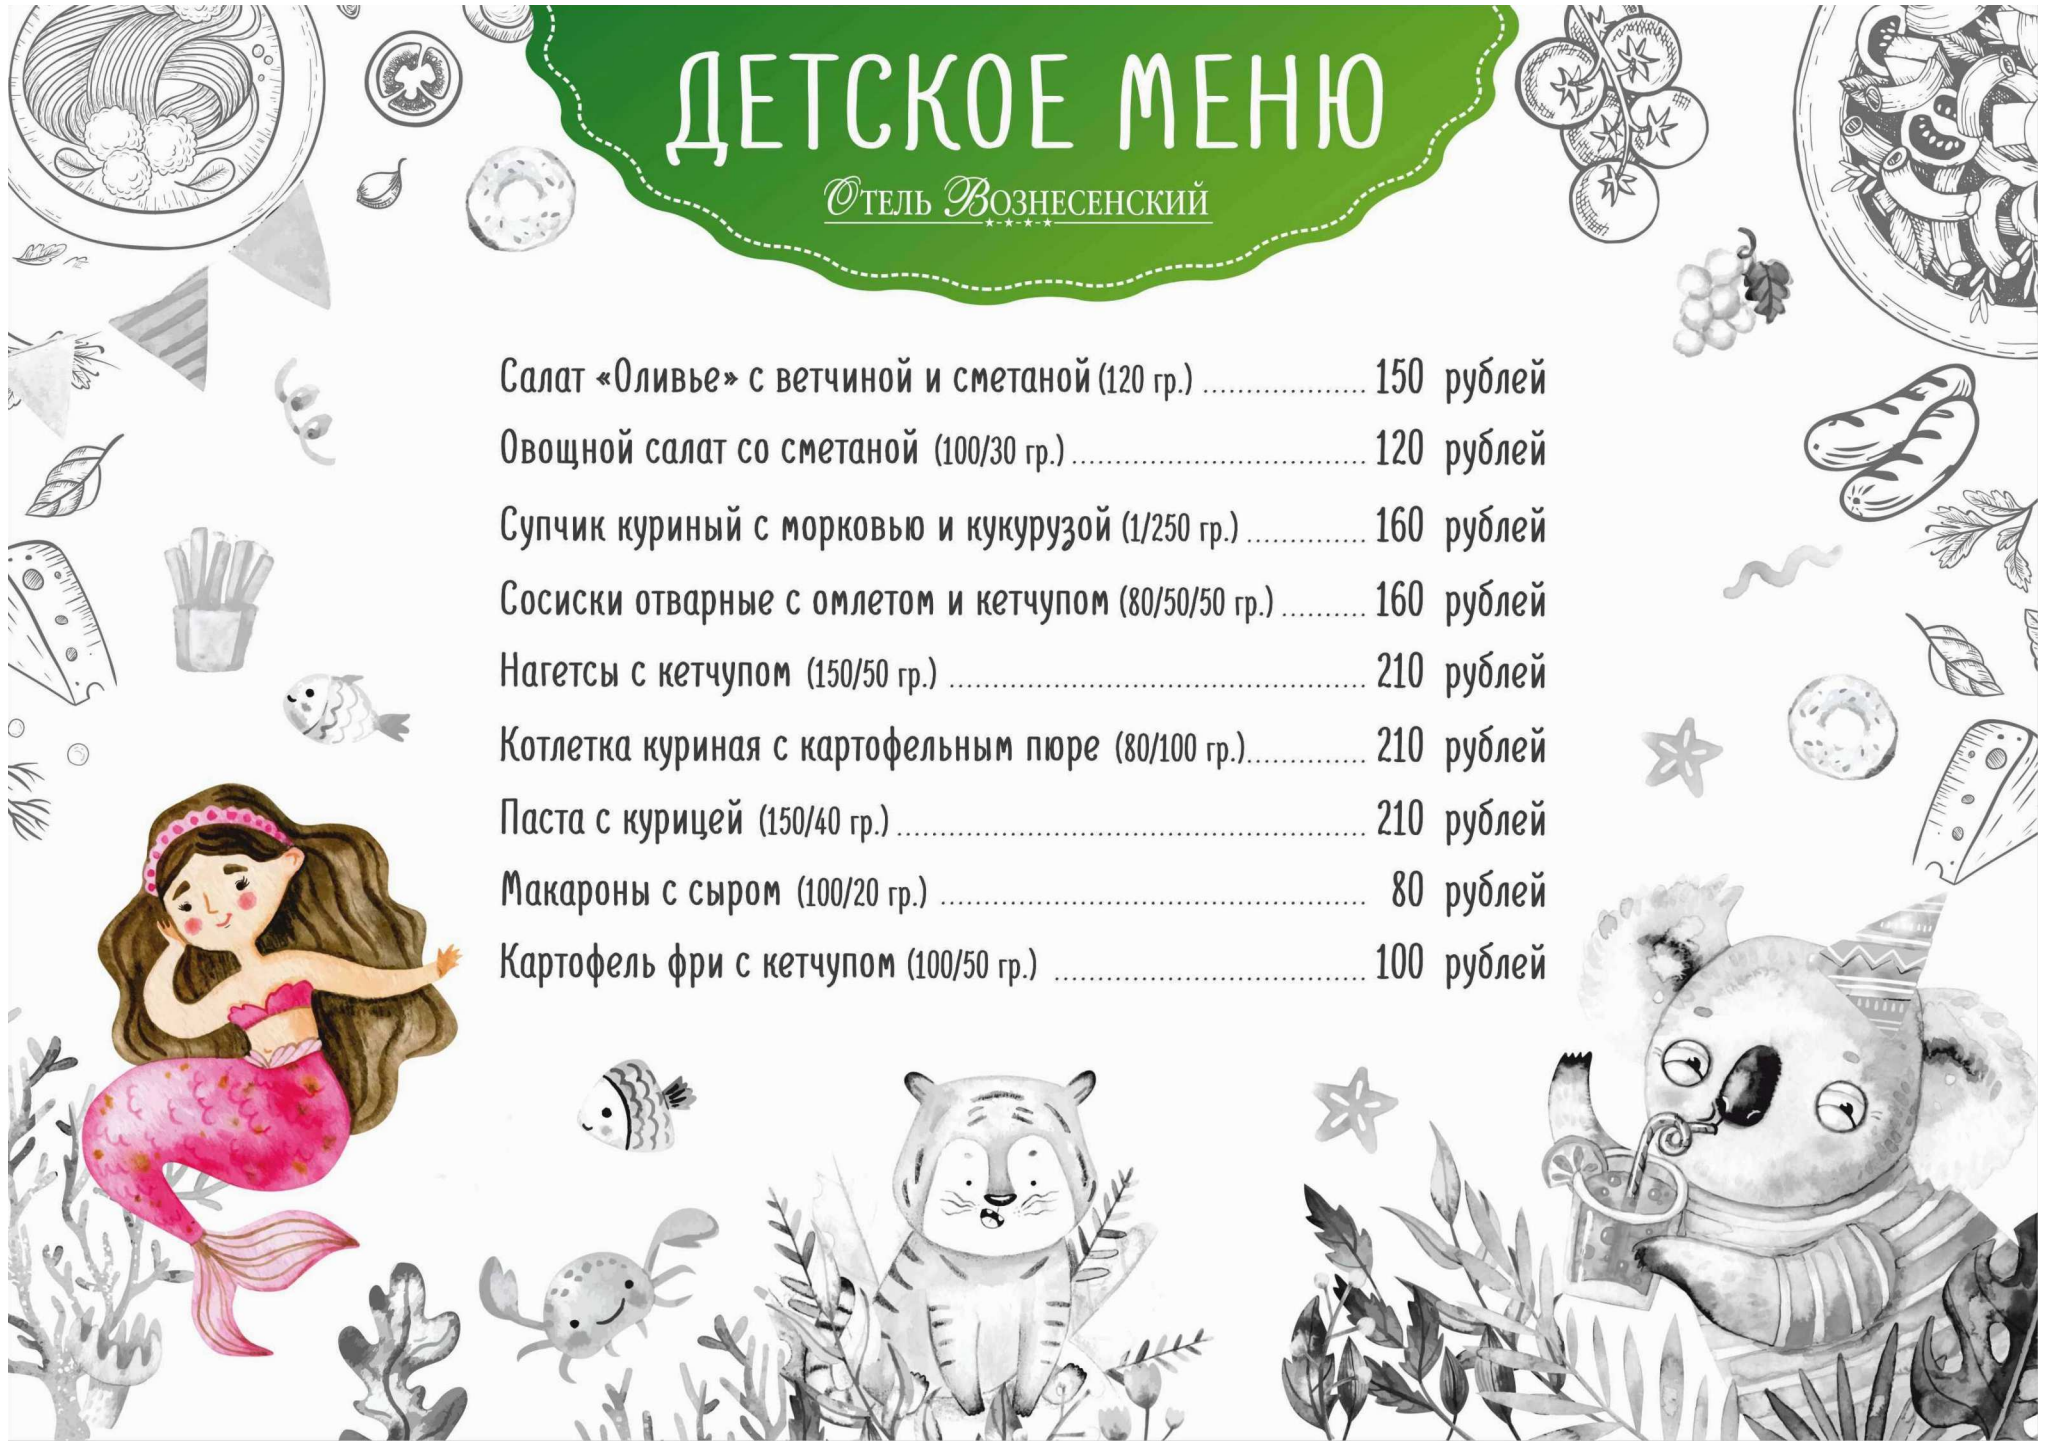 ДЕТСКОЕ МЕНЮ
Отель Вознесенский
Салат «Оливье» с ветчиной и сметаной (120 гр.) ................... 150 рублей
Овощной салат со сметаной (100/30 гр.) .................................. 120 рублей
Супчик куриный с морковью и кукурузой (1/250 гр.) .............. 160 рублей
Сосиски отварные с омлетом и кетчупом (80/50/50 гр.) .......... 160 рублей
Нагетсы с кетчупом (150/50 гр.) ................................................ 210 рублей
Котлетка куриная с картофельным пюре (80/100 гр.).............. 210 рублей
Паста с курицей (150/40 гр.) ...................................................... 210 рублей
Макароны с сыром (100/20 гр.) ................................................. 80 рублей
Картофель фри с кетчупом (100/50 гр.) .................................... 100 рублей